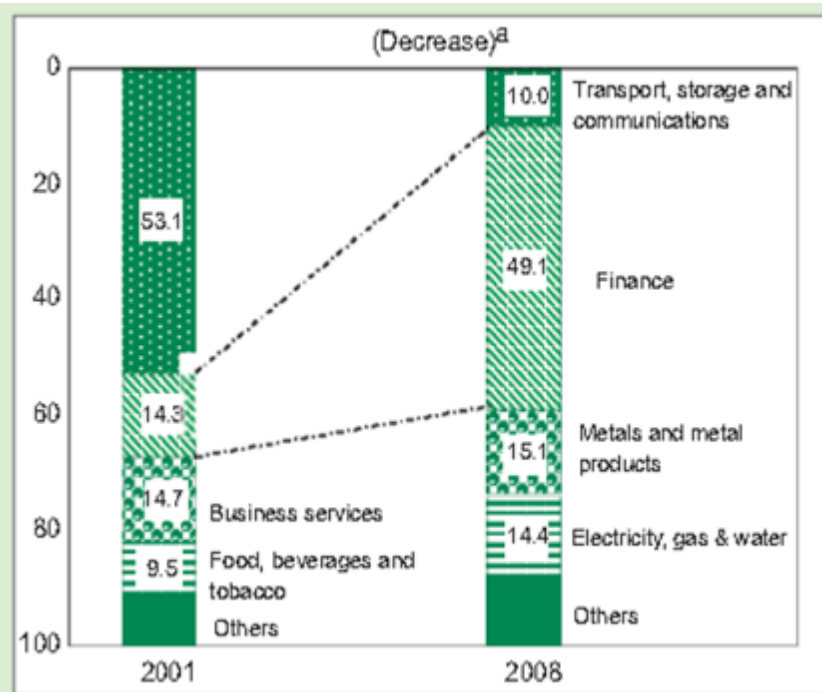 (Decrease)a
0
20
40
60
80
100
53.1
14.3
14.7
9.5
Business services
Food, beverages and
tobacco
Others
2001
10.0
49.1
15.1
14.4
Transport, storage and
communications
Finance
Metals and metal
products
Electricity, gas & water
Others
2008